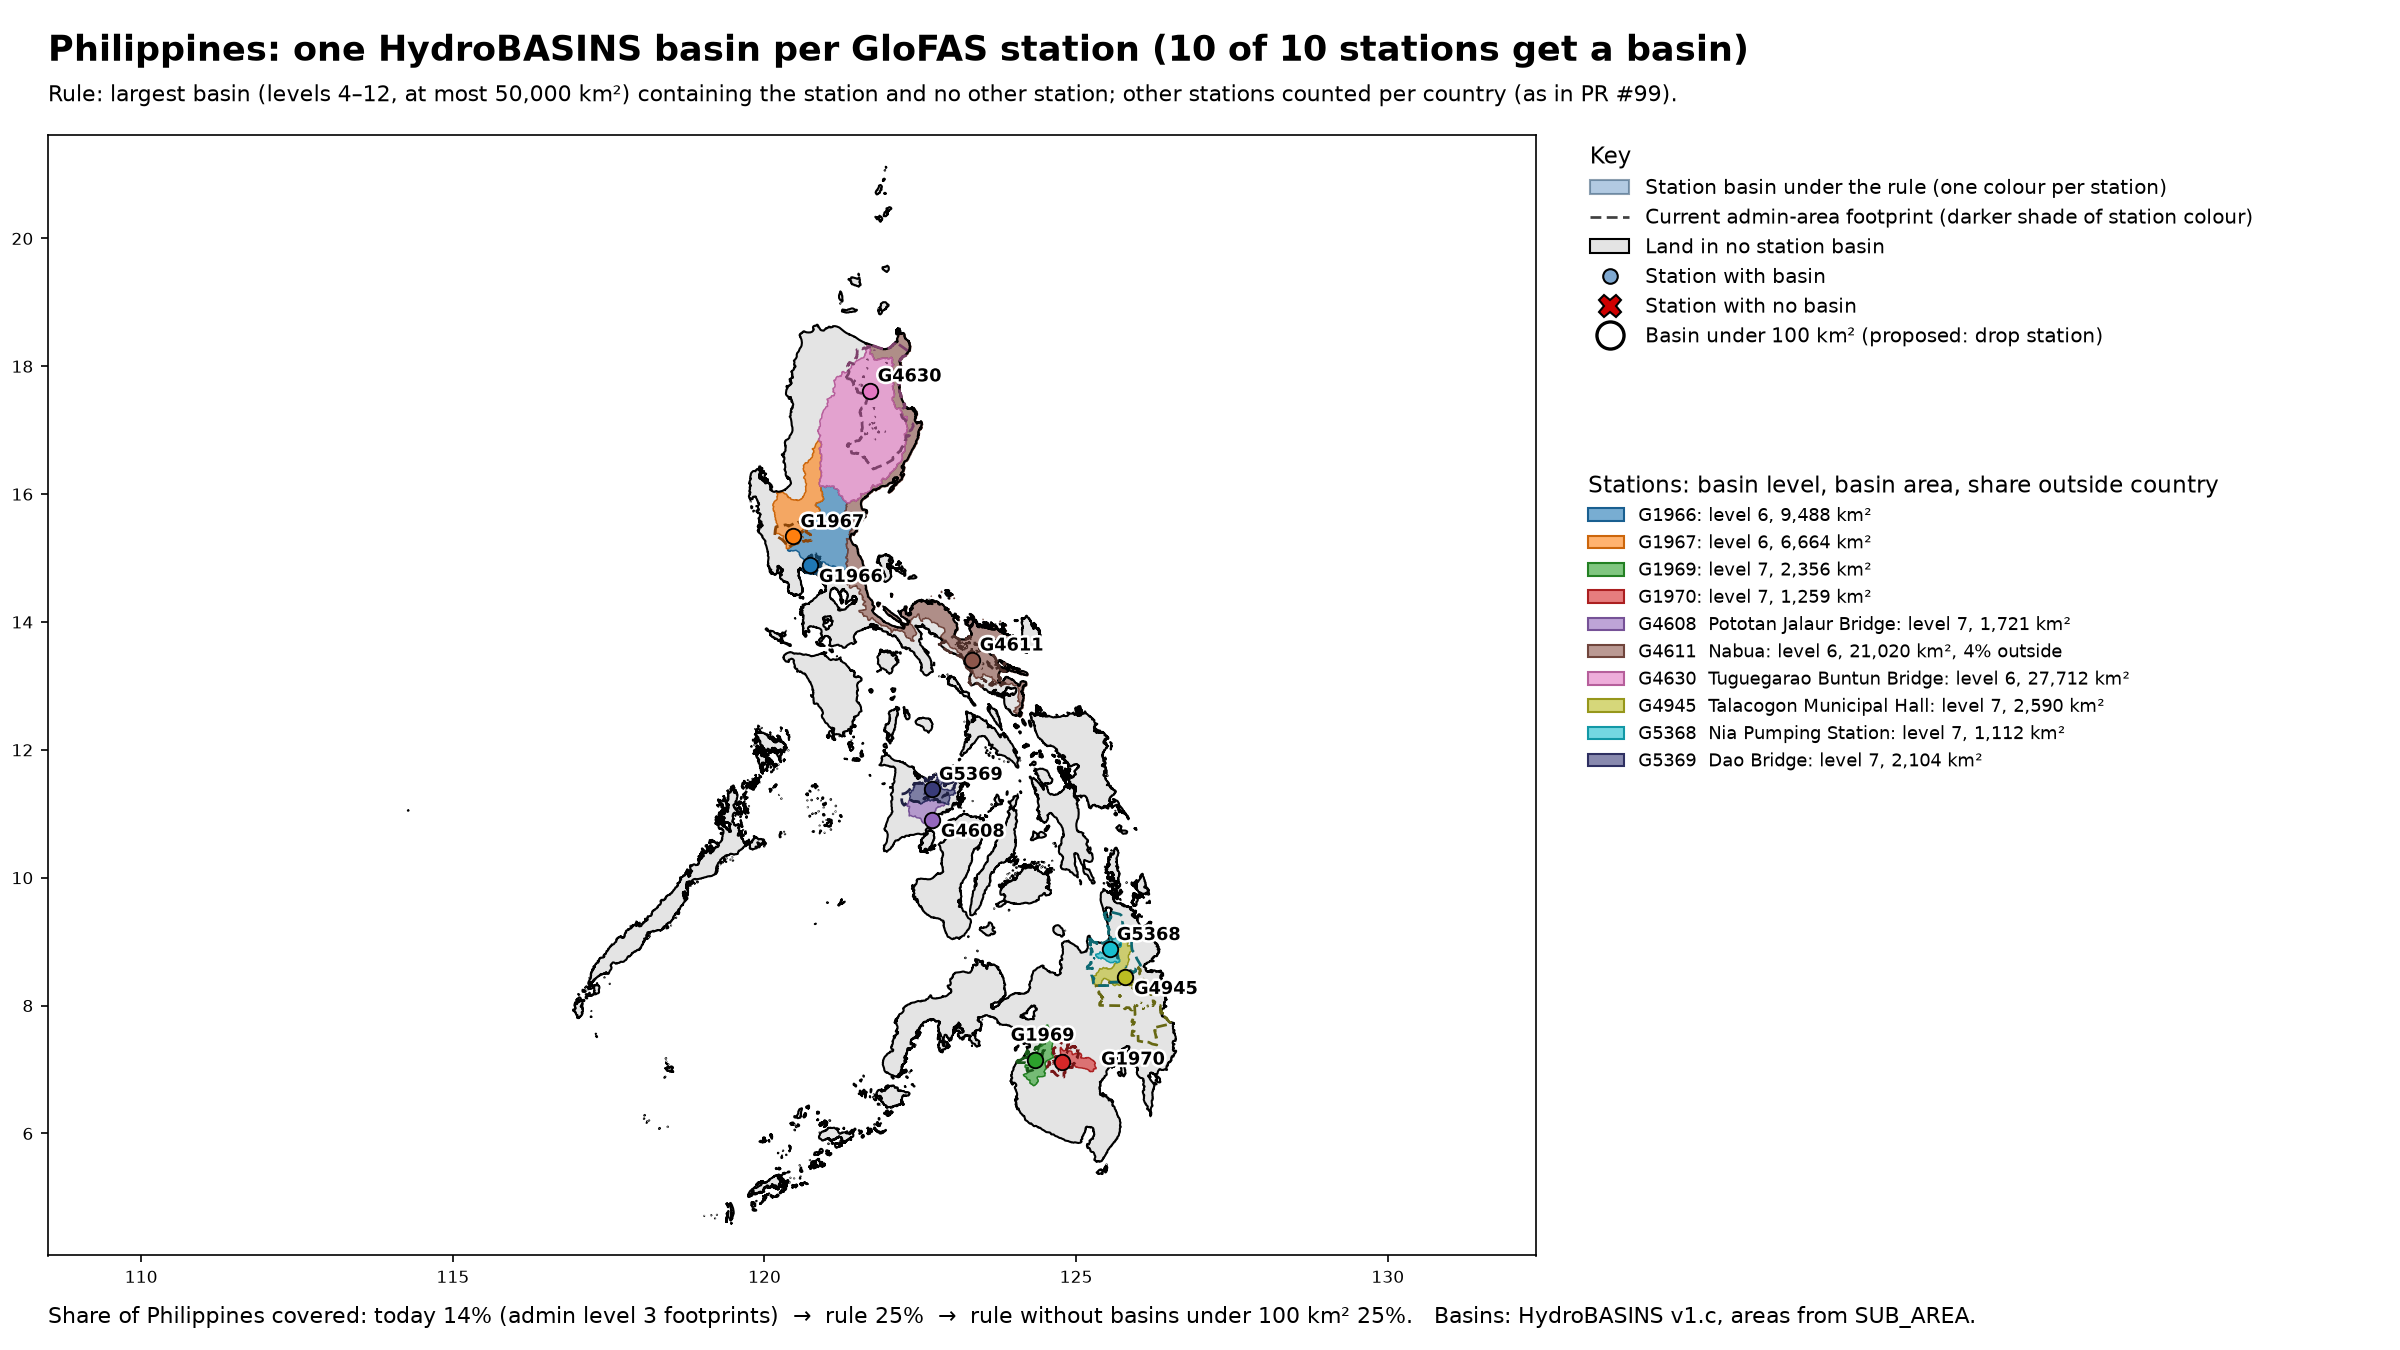 Philippines: one HydroBASINS basin per GloFAS station (10 of 10 stations get a basin)
Rule: largest basin (levels 4–12, at most 50,000 km²) containing the station and no other station; other stations counted per country (as in PR #99).
Key
Station basin under the rule (one colour per station)
Current admin-area footprint (darker shade of station colour)
Land in no station basin
Station with basin
Station with no basin
Basin under 100 km² (proposed: drop station)
Stations: basin level, basin area, share outside country
G1966: level 6, 9,488 km²
G1967: level 6, 6,664 km²
G1969: level 7, 2,356 km²
G1970: level 7, 1,259 km²
G4608 Pototan Jalaur Bridge: level 7, 1,721 km²
G4611 Nabua: level 6, 21,020 km², 4% outside
G4630 Tuguegarao Buntun Bridge: level 6, 27,712 km²
G4945 Talacogon Municipal Hall: level 7, 2,590 km²
G5368 Nia Pumping Station: level 7, 1,112 km²
G5369 Dao Bridge: level 7, 2,104 km²
20
18
16
14
12
10
8
6
G4630
G1967
G1966
G4611
G5369
G4608
G5368
G4945
G1969
G1970
110
115
120
125
130
Share of Philippines covered: today 14% (admin level 3 footprints) → rule 25% → rule without basins under 100 km² 25%. Basins: HydroBASINS v1.c, areas from SUB_AREA.